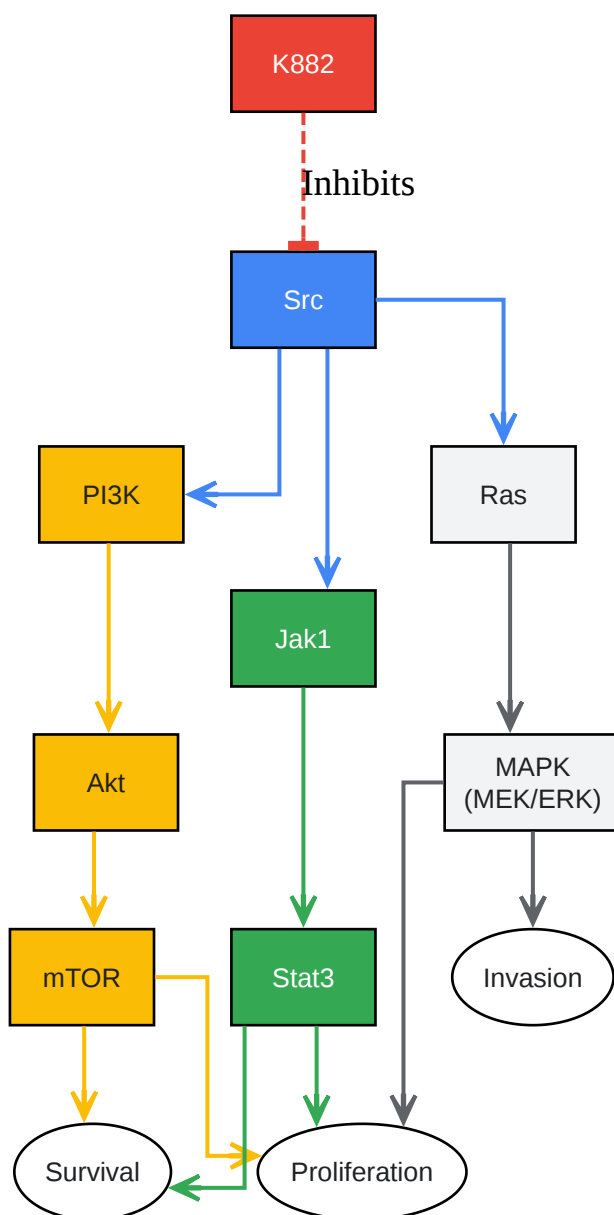 K882
Inhibits
Src
PI3K
Ras
Jak1
Akt
MAPK
(MEK/ERK)
mTOR
Stat3
Invasion
Survival
Proliferation